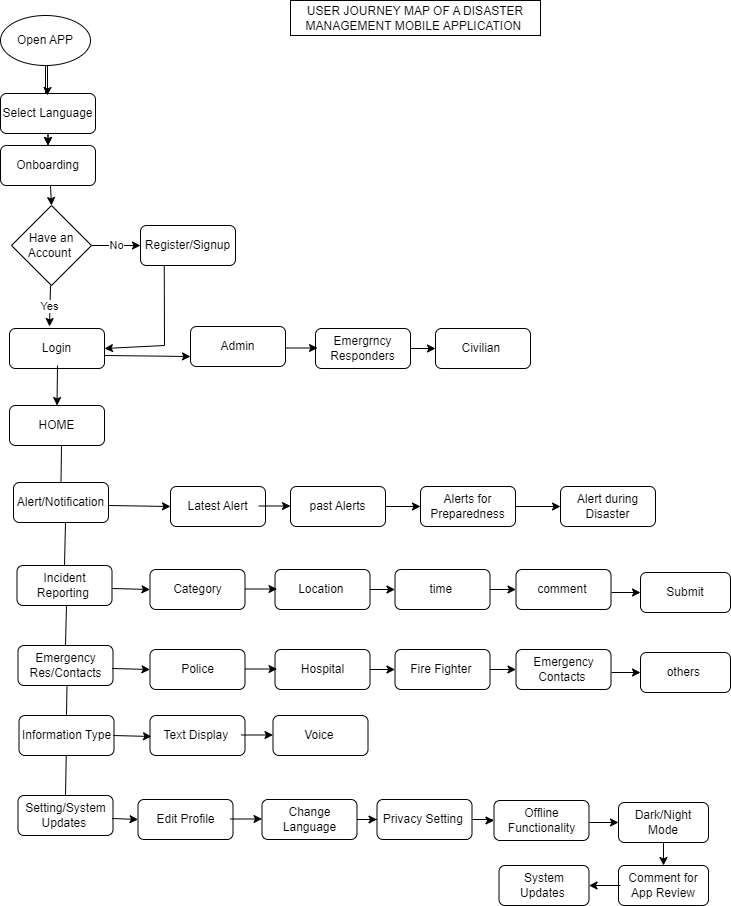 USER JOURNEY MAP OF A DISASTER
MANAGEMENT MOBILE APPLICATION
Open APP
Select Language
Onboarding
Have an
Account
No
Register/Signup
Yes
Login
Admin
Emergrncy
Responders
Civilian
HOME
Alert/Notification
Latest Alert
past Alerts
Alerts for
Preparedness
Alert during
Disaster
Incident
Reporting
Category
Location
time
comment
Submit
Emergency
Res/Contacts
Police
Hospital
Fire Fighter
Emergency
Contacts
others
Information Type
Text Display
Voice
Setting/System
Updates
Edit Profile
Change
Language
Privacy Setting
Offline
Functionality
Dark/Night
Mode
System
Updates
Comment for
App Review